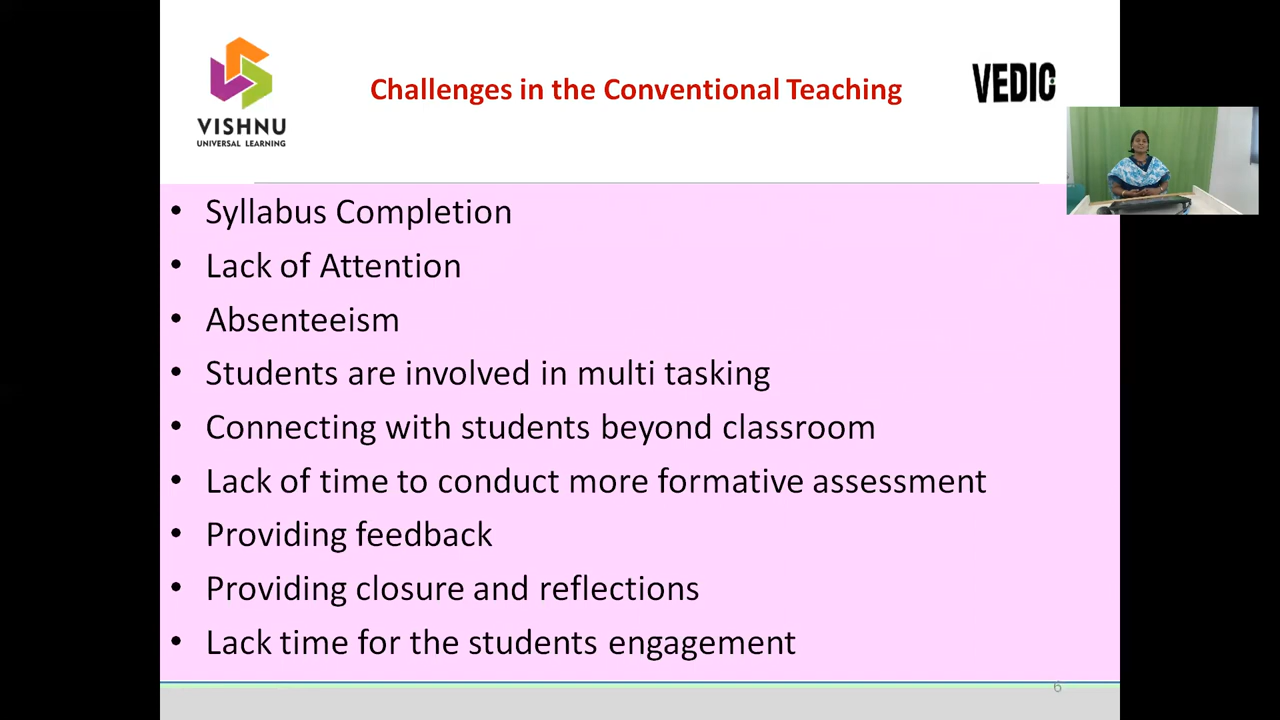 Challenges in the Conventional Teaching
VEDIC
VISHNU
UNIVERSAL LEARNING
• Syllabus Completion
• Lack of Attention
• Absenteeism
• Students are involved in multi tasking
• Connecting with students beyond classroom
• Lack of time to conduct more formative assessment
• Providing feedback
• Providing closure and reflections
• Lack time for the students engagement
6